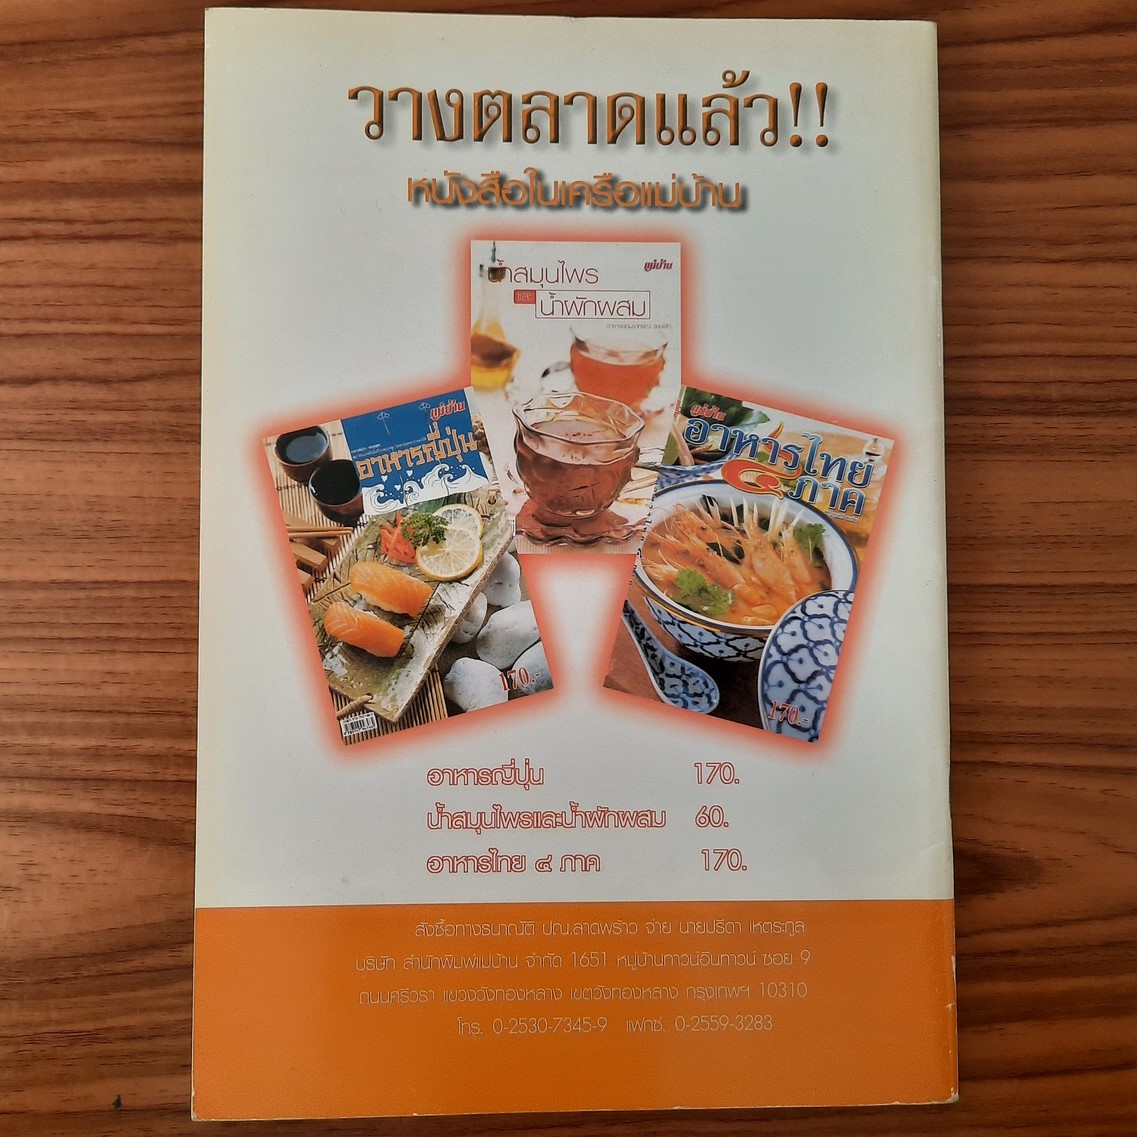 วางตลาดแล้ว!!
หนังสือในเครือแม่บ้าน
น้ำสมุนไพร
แม่บ้าน
และ
น้ำผักผสม
แม่บ้าน
อาหารญี่ปุ่น
170.-
แม่บ้าน
อาหารไทย
๔ ภาค
170.-
อาหารญี่ปุ่น 170.
น้ำสมุนไพรและน้ำผักผสม 60.
อาหารไทย ๔ ภาค 170.
สั่งซื้อทางธนาณัติ ปณ.ลาดพร้าว จ่าย นายปรีดา เหตระกูล
บริษัท สำนักพิมพ์แม่บ้าน จำกัด 1651 หมู่บ้านทาวน์อินทาวน์ ซอย 9
ถนนศรีวรา แขวงวังทองหลาง เขตวังทองหลาง กรุงเทพฯ 10310
โทร. 0-2530-7345-9 แฟกซ์. 0-2559-3283